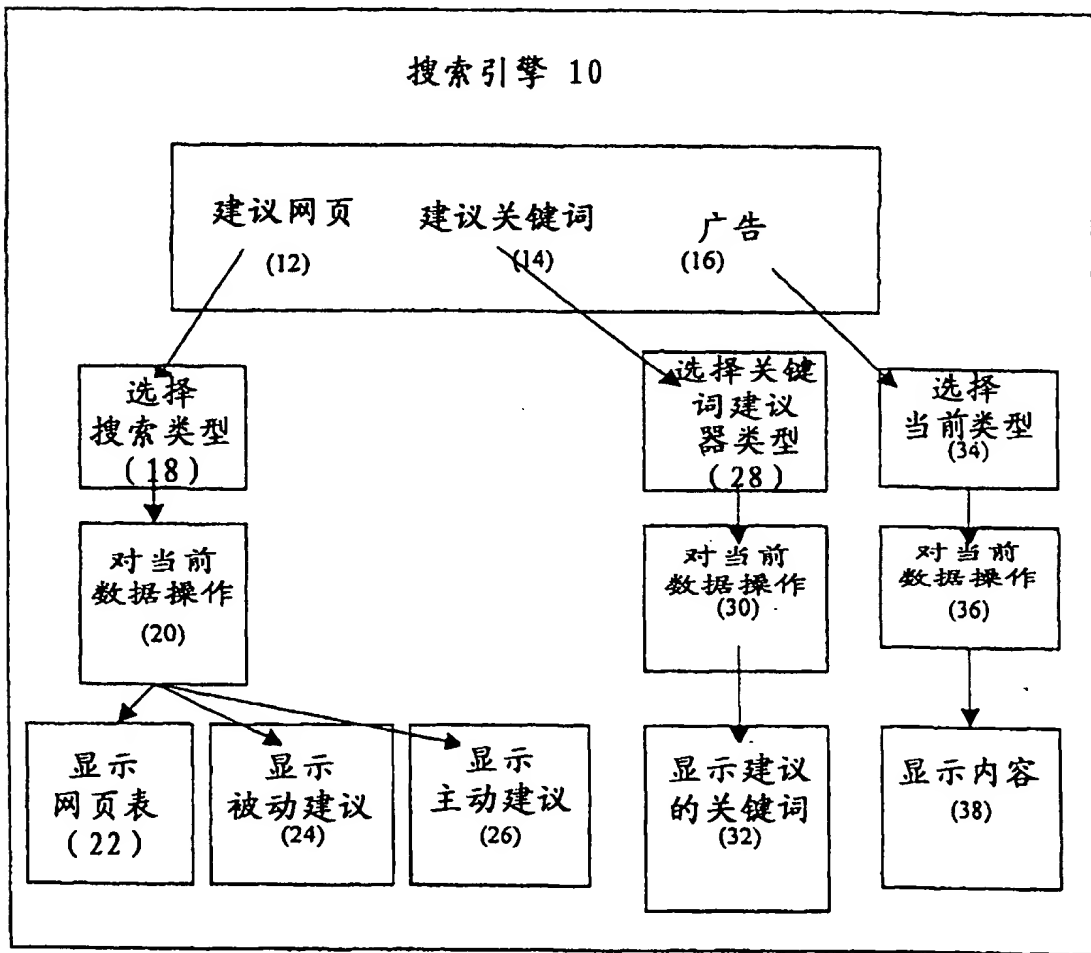 搜索引擎 10
建议网页
(12)
建议关键词
(14)
广告
(16)
选择
搜索类型
(18)
选择关键
词建议
器类型
(28)
选择
当前类型
(34)
对当前
数据操作
(20)
对当前
数据操作
(30)
对当前
数据操作
(36)
显示
网页表
(22)
显示
被动建议
(24)
显示
主动建议
(26)
显示建议
的关键词
(32)
显示内容
(38)